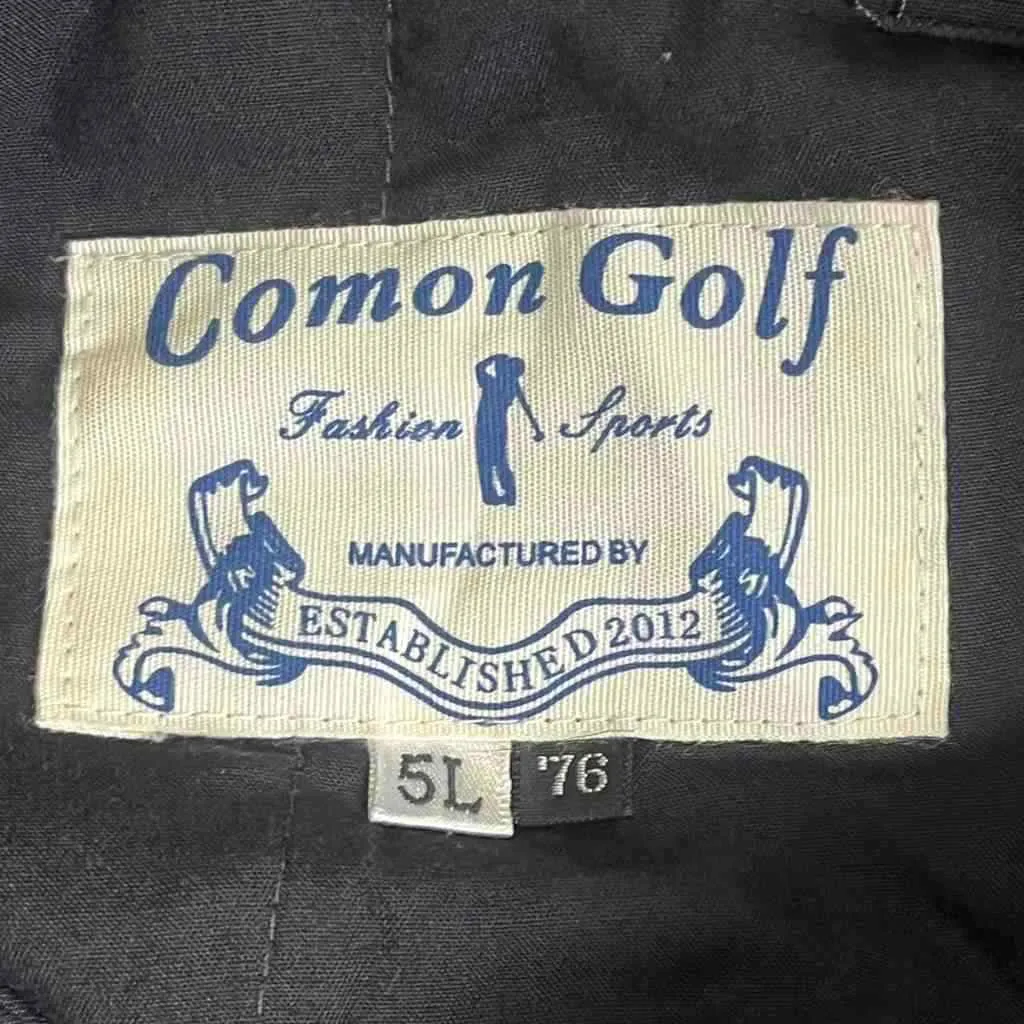 Comon Golf
Fashion Sports
MANUFACTURED BY
ESTABLISHED 2012
5L '76